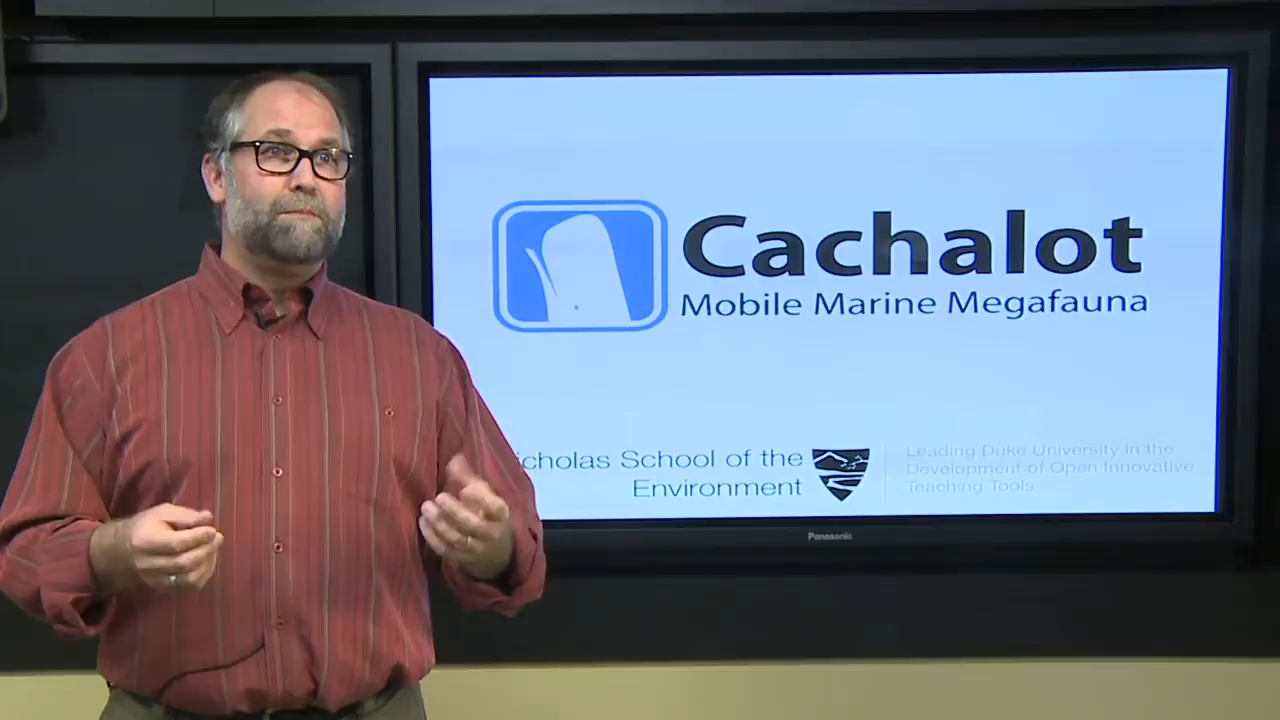 Cachalot
Mobile Marine Megafauna
icholas School of the
Environment
Leading Duke University in the
Development of Open Innovative
Teaching Tools
Panasonic